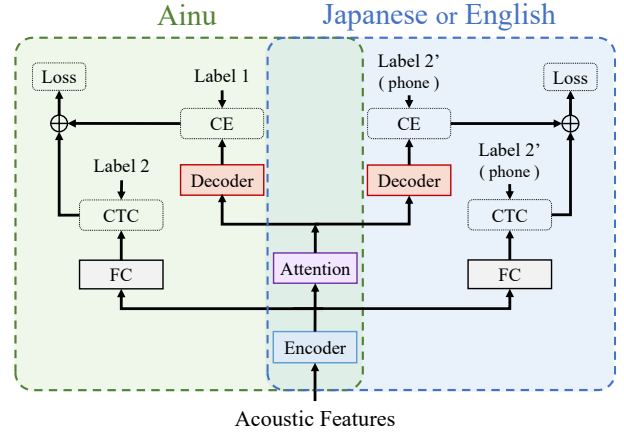 Ainu
Japanese or English
Loss
Label 1
Label 2’
( phone )
Loss
CE
CE
Label 2
Decoder
Decoder
Label 2’
( phone )
CTC
CTC
FC
Attention
FC
Encoder
Acoustic Features